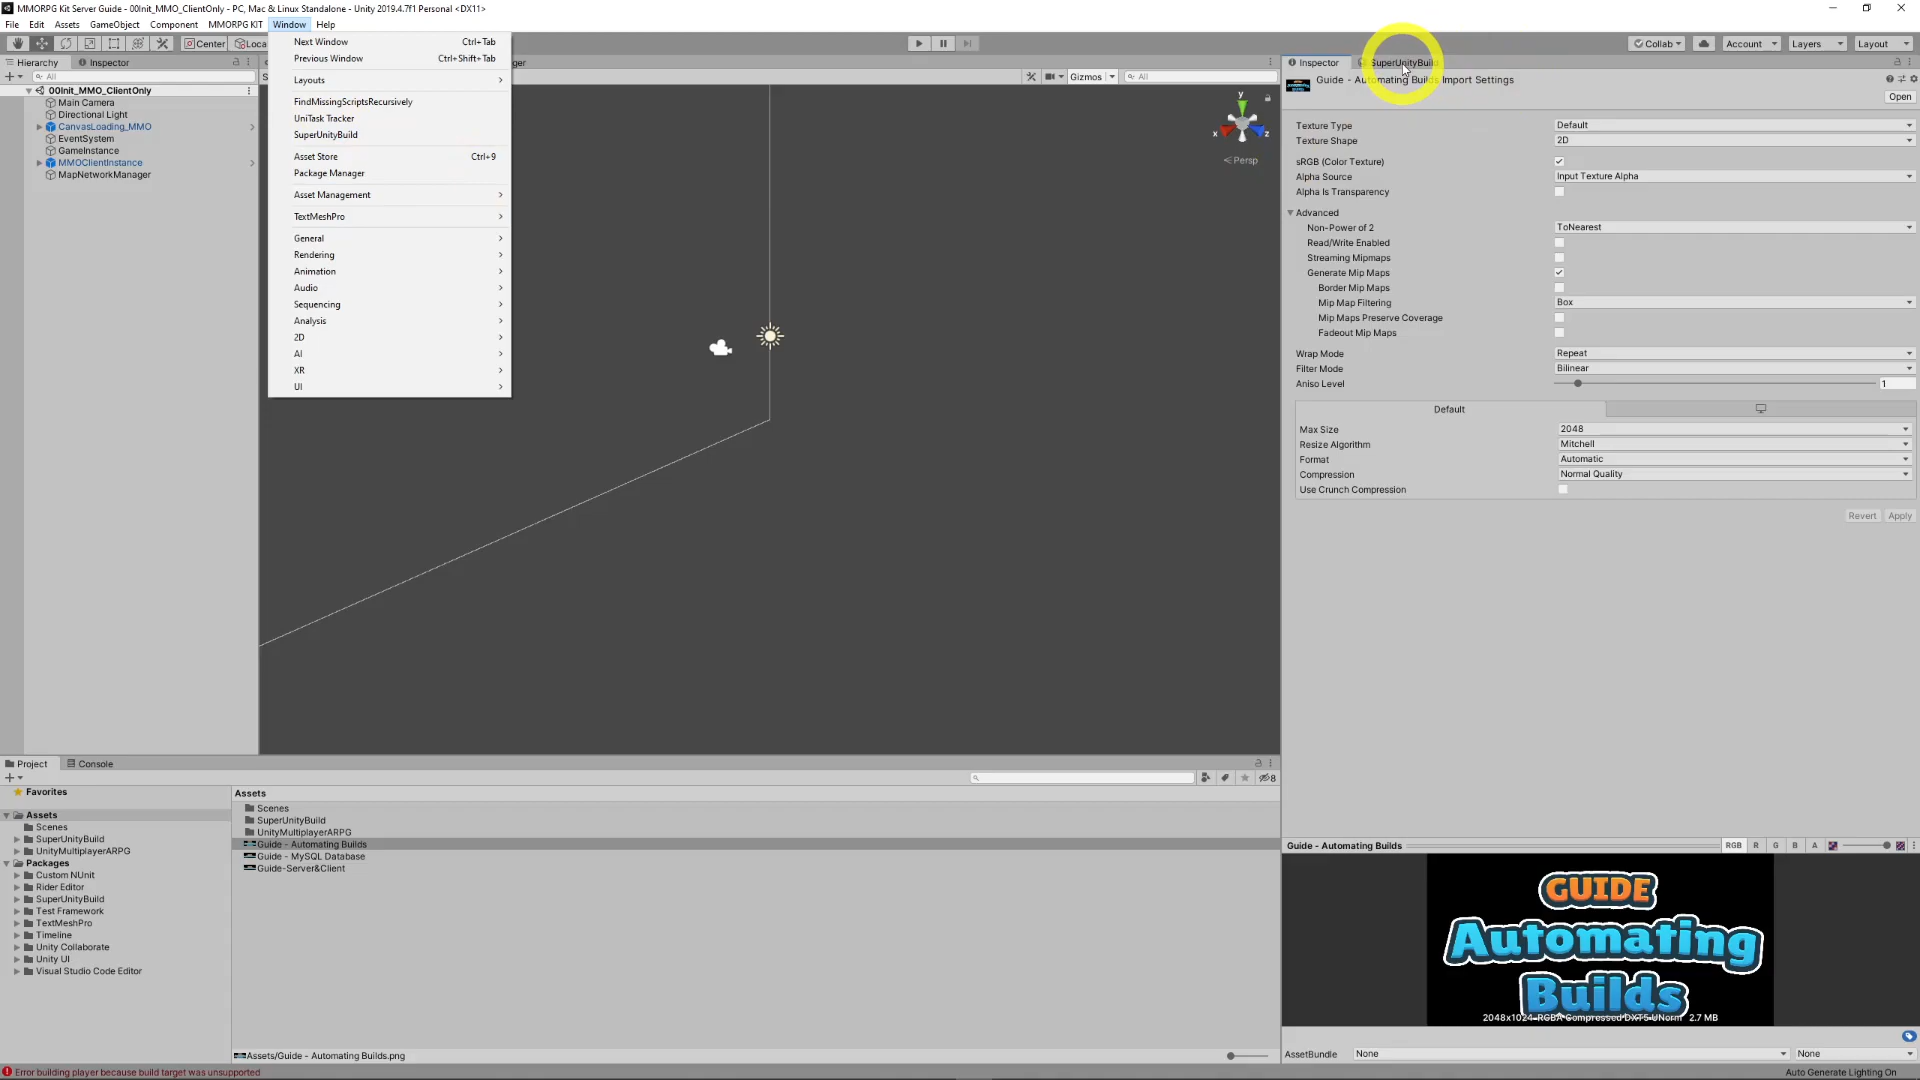 MMORPG Kit Server Guide - 00Init_MMO_ClientOnly - PC, Mac & Linux Standalone - Unity 2019.4.7f1 Personal <DX11>
File Edit Assets GameObject Component MMORPG KIT Window Help
Center Loca Collab Account Layers Layout
Hierarchy Inspector
All
00Init_MMO_ClientOnly
Main Camera
Directional Light
CanvasLoading_MMO
EventSystem
GameInstance
MMOClientInstance
MapNetworkManager
Next Window Ctrl+Tab
Previous Window Ctrl+Shift+Tab
Layouts
FindMissingScriptsRecursively
UniTask Tracker
SuperUnityBuild
Asset Store Ctrl+9
Package Manager
Asset Management
TextMeshPro
General
Rendering
Animation
Audio
Sequencing
Analysis
2D
AI
XR
UI
Gizmos All
y
x z
Persp
Inspector SuperUnityBuild
Guide - Automating Builds Import Settings
Open
Texture Type Default
Texture Shape 2D
sRGB (Color Texture)
Alpha Source Input Texture Alpha
Alpha Is Transparency
Advanced
Non-Power of 2 ToNearest
Read/Write Enabled
Streaming Mipmaps
Generate Mip Maps
Border Mip Maps
Mip Map Filtering Box
Mip Maps Preserve Coverage
Fadeout Mip Maps
Wrap Mode Repeat
Filter Mode Bilinear
Aniso Level 1
Default
Max Size 2048
Resize Algorithm Mitchell
Format Automatic
Compression Normal Quality
Use Crunch Compression
Revert Apply
Project Console
8
Favorites
Assets
Scenes
SuperUnityBuild
UnityMultiplayerARPG
Packages
Custom NUnit
Rider Editor
SuperUnityBuild
Test Framework
TextMeshPro
Timeline
Unity Collaborate
Unity UI
Visual Studio Code Editor
Assets
Scenes
SuperUnityBuild
UnityMultiplayerARPG
Guide - Automating Builds
Guide - MySQL Database
Guide-Server&Client
Assets/Guide - Automating Builds.png
Guide - Automating Builds RGB R G B A
GUIDE
Automating
Builds
2048x1024 RGBA Compressed DXT5 UNorm 2.7 MB
AssetBundle None None
Error building player because build target was unsupported
Auto Generate Lighting On